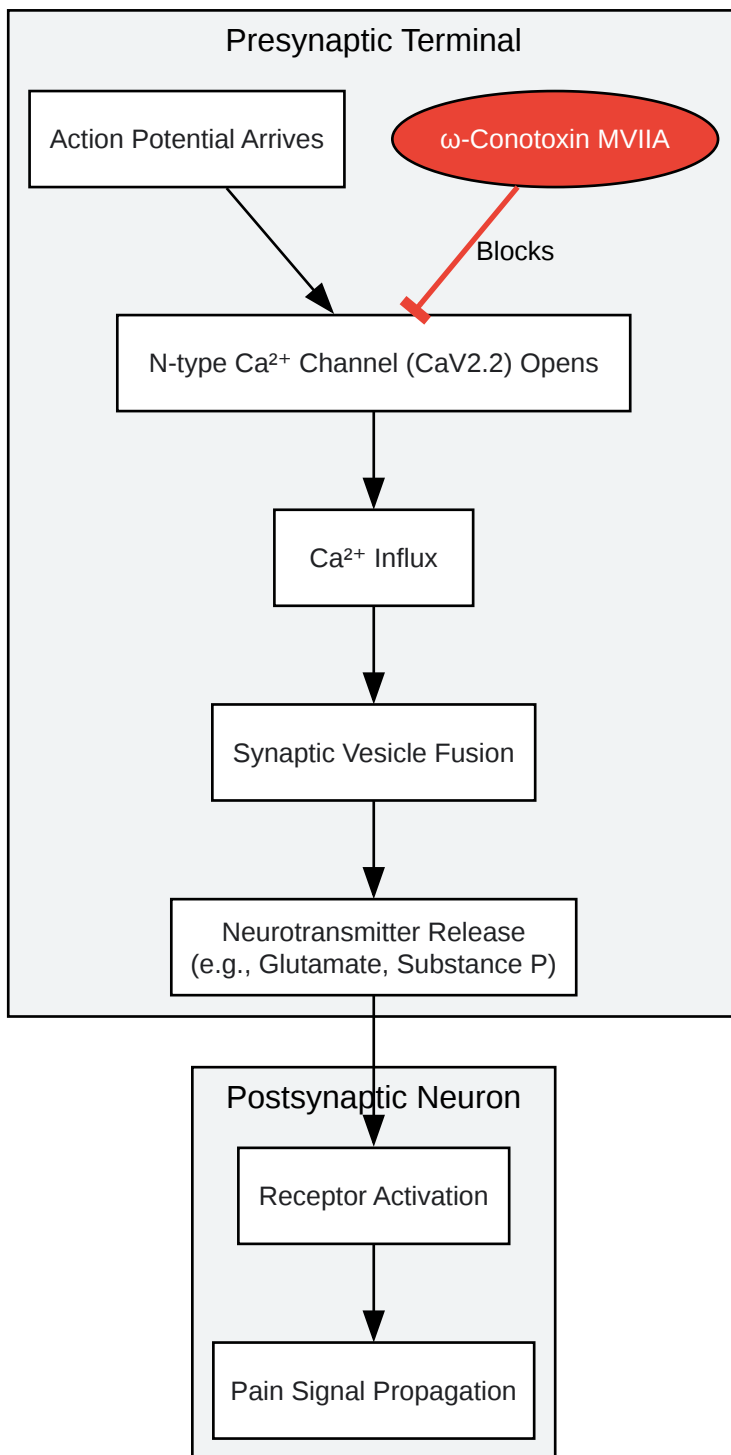 Presynaptic Terminal
Action Potential Arrives
ω-Conotoxin MVIIA
Blocks
N-type Ca²⁺ Channel (CaV2.2) Opens
Ca²⁺ Influx
Synaptic Vesicle Fusion
Neurotransmitter Release
(e.g., Glutamate, Substance P)
Postsynaptic Neuron
Receptor Activation
Pain Signal Propagation